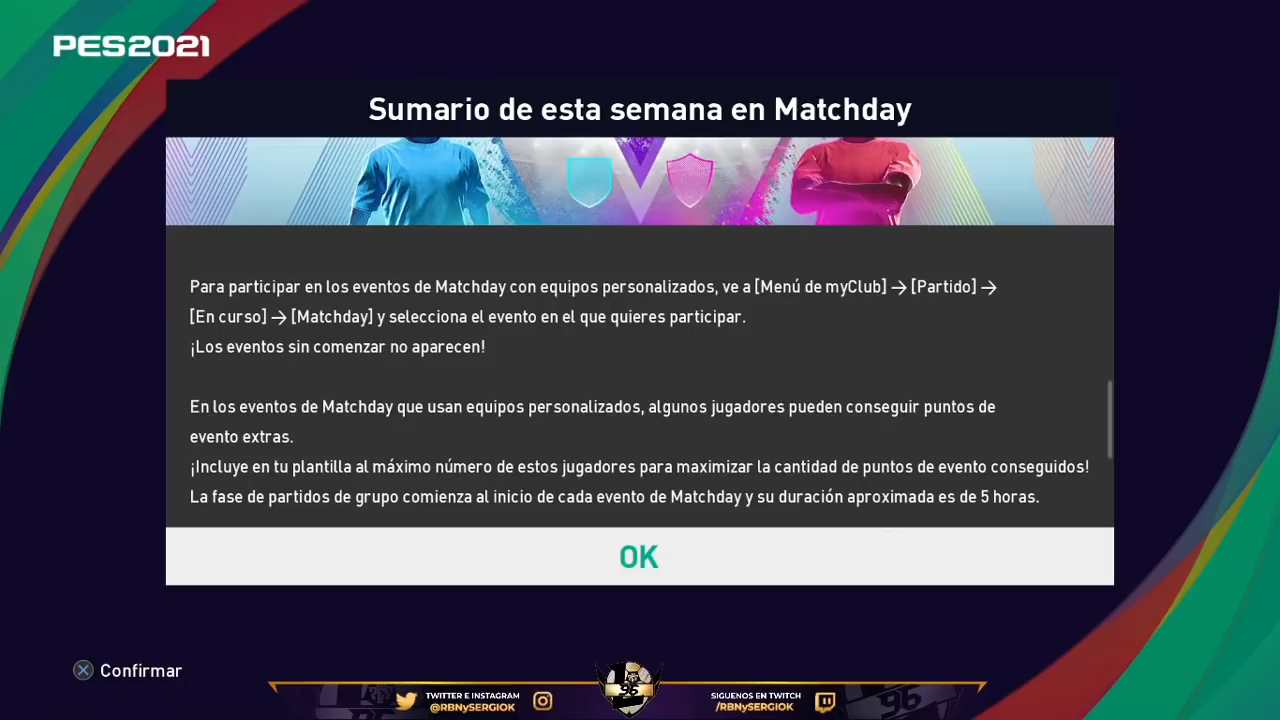 PES2021
Sumario de esta semana en Matchday
Para participar en los eventos de Matchday con equipos personalizados, ve a [Menú de myClub] → [Partido] →
[En curso] → [Matchday] y selecciona el evento en el que quieres participar.
¡Los eventos sin comenzar no aparecen!
En los eventos de Matchday que usan equipos personalizados, algunos jugadores pueden conseguir puntos de
evento extras.
¡Incluye en tu plantilla al máximo número de estos jugadores para maximizar la cantidad de puntos de evento conseguidos!
La fase de partidos de grupo comienza al inicio de cada evento de Matchday y su duración aproximada es de 5 horas.
OK
Confirmar
TWITTER E INSTAGRAM
@RBNySERGIOK
96
SIGUENOS EN TWITCH
/RBNySERGIOK
96